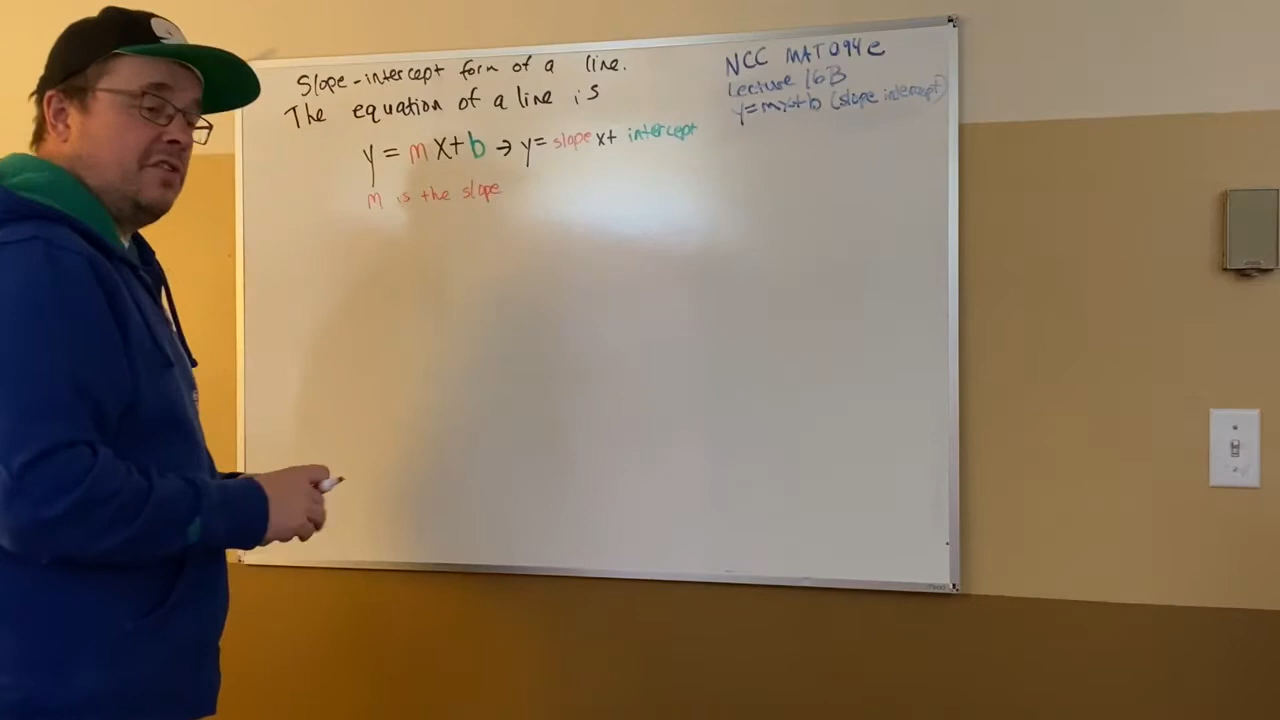 Slope-intercept form of a line.
The equation of a line is
y = mx+b → y= slope x+ intercept
m is the slope
NCC MAT094e
Lecture 16B
y=mx+b (slope intercept)